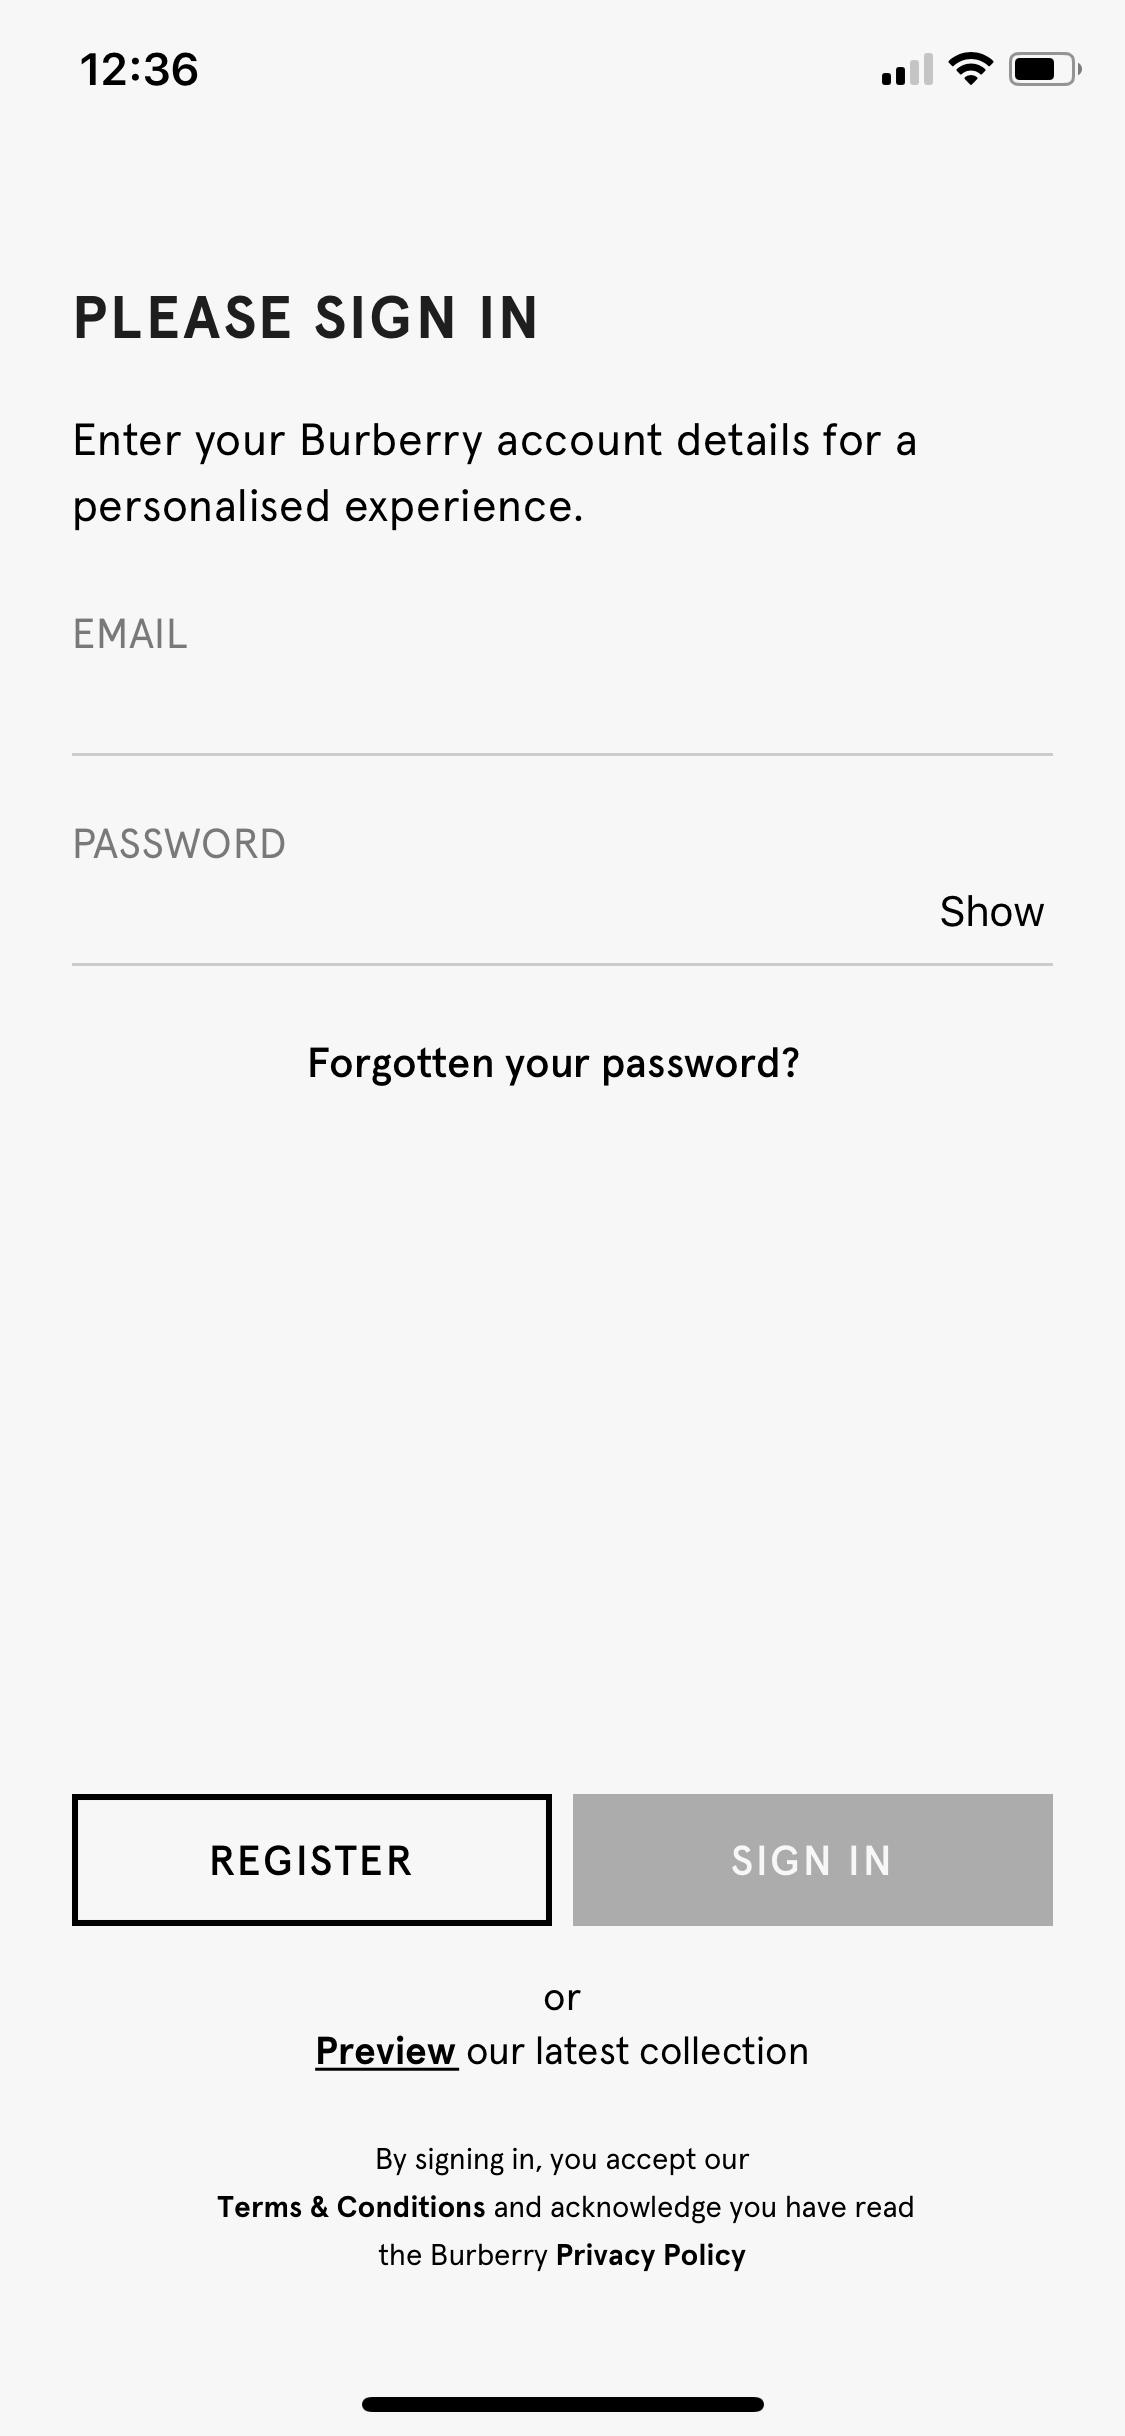 12:36
PLEASE SIGN IN
Enter your Burberry account details for a
personalised experience.
EMAIL
PASSWORD
Show
Forgotten your password?
REGISTER
SIGN IN
or
Preview our latest collection
By signing in, you accept our
Terms & Conditions and acknowledge you have read
the Burberry Privacy Policy